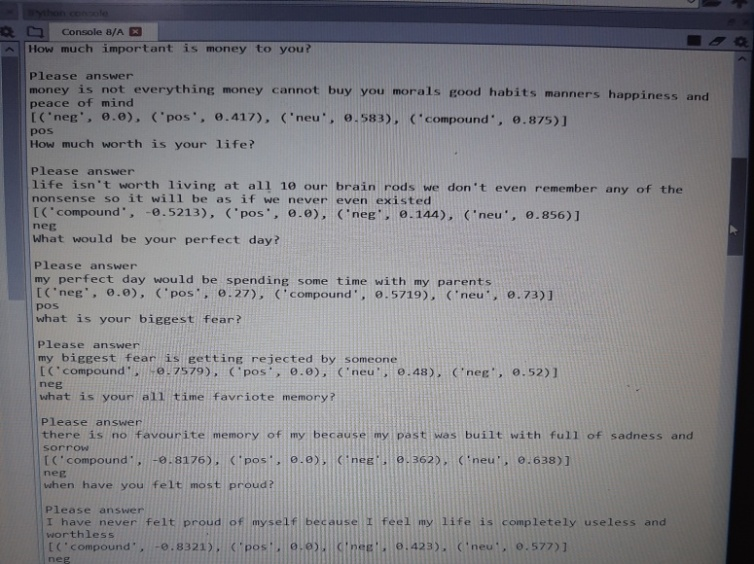 IPython console
Console 8/A
How much important is money to you?
Please answer
money is not everything money cannot buy you morals good habits manners happiness and
peace of mind
[('neg', 0.0), ('pos', 0.417), ('neu', 0.583), ('compound', 0.875)]
pos
How much worth is your life?
Please answer
life isn't worth living at all 10 our brain rods we don't even remember any of the
nonsense so it will be as if we never even existed
[('compound', -0.5213), ('pos', 0.0), ('neg', 0.144), ('neu', 0.856)]
neg
What would be your perfect day?
Please answer
my perfect day would be spending some time with my parents
[('neg', 0.0), ('pos', 0.27), ('compound', 0.5719), ('neu', 0.73)]
pos
what is your biggest fear?
Please answer
my biggest fear is getting rejected by someone
[('compound', -0.7579), ('pos', 0.0), ('neu', 0.48), ('neg', 0.52)]
neg
what is your all time favriote memory?
Please answer
there is no favourite memory of my because my past was built with full of sadness and
sorrow
[('compound', -0.8176), ('pos', 0.0), ('neg', 0.362), ('neu', 0.638)]
neg
when have you felt most proud?
Please answer
I have never felt proud of myself because I feel my life is completely useless and
worthless
[('compound', -0.8321), ('pos', 0.0), ('neg', 0.423), ('neu', 0.577)]
neg